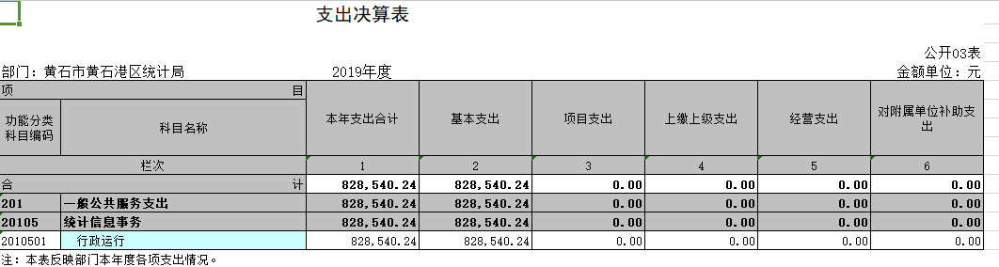 支出决算表
公开03表
部门：黄石市黄石港区统计局 2019年度 金额单位：元
项 目 本年支出合计 基本支出 项目支出 上缴上级支出 经营支出 对附属单位补助支出
功能分类科目编码 科目名称
栏次 1 2 3 4 5 6
合 计 828,540.24 828,540.24 0.00 0.00 0.00 0.00
201 一般公共服务支出 828,540.24 828,540.24 0.00 0.00 0.00 0.00
20105 统计信息事务 828,540.24 828,540.24 0.00 0.00 0.00 0.00
2010501 行政运行 828,540.24 828,540.24 0.00 0.00 0.00 0.00
注：本表反映部门本年度各项支出情况。